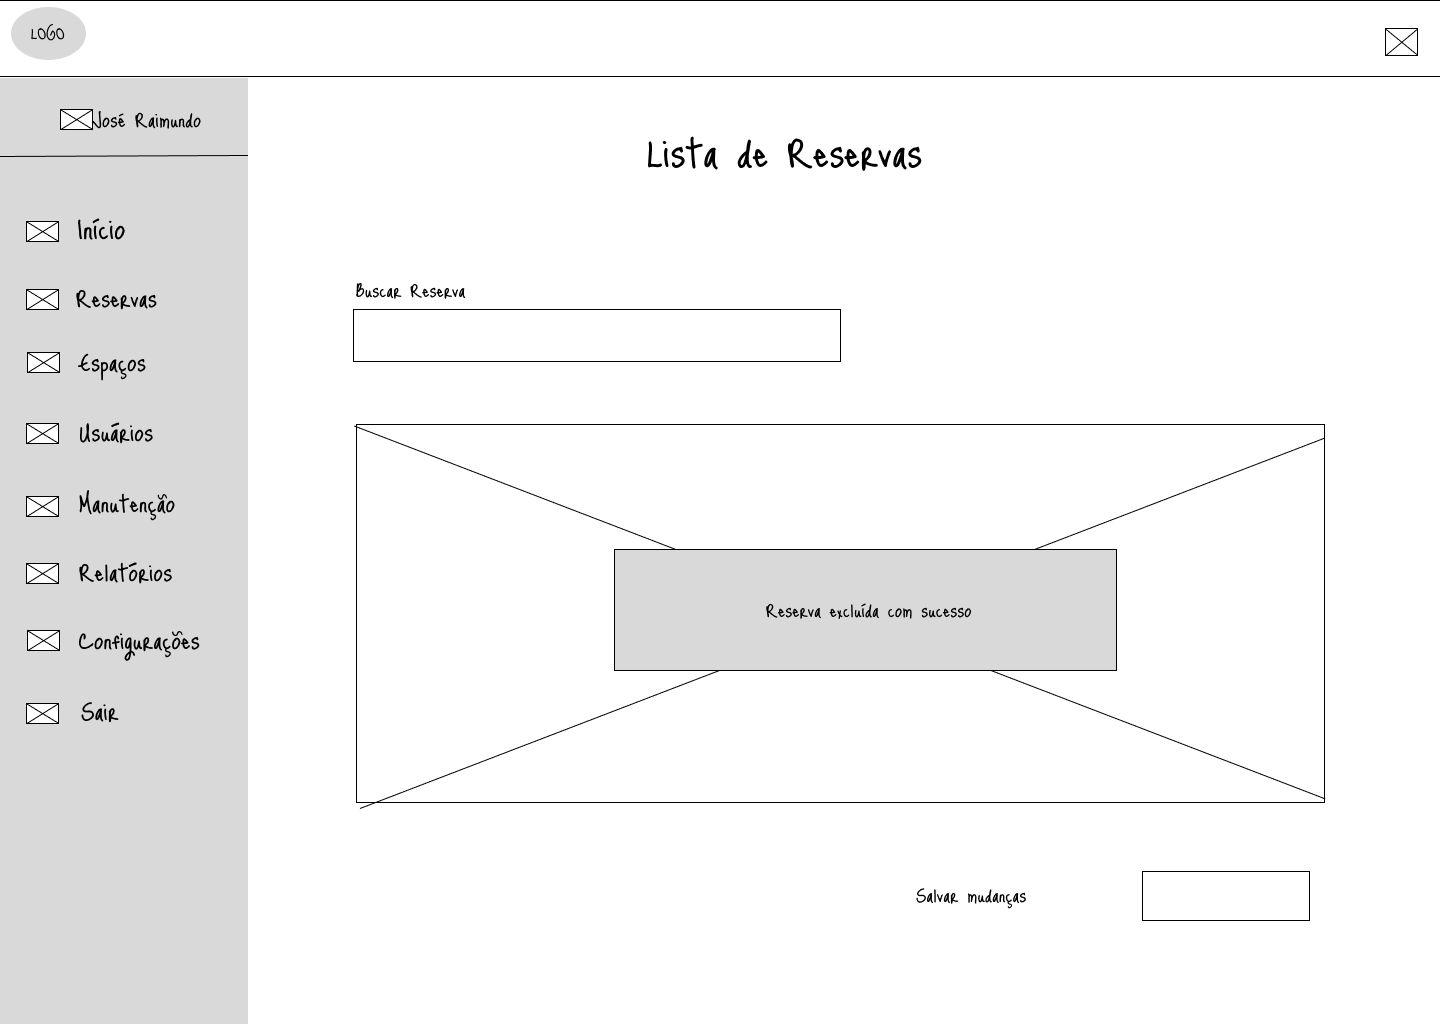 LOGO
José Raimundo
Lista de Reservas
Início
Reservas
Espaços
Usuários
Manutenção
Relatórios
Configurações
Sair
Buscar Reserva
Reserva excluída com sucesso
Salvar mudanças